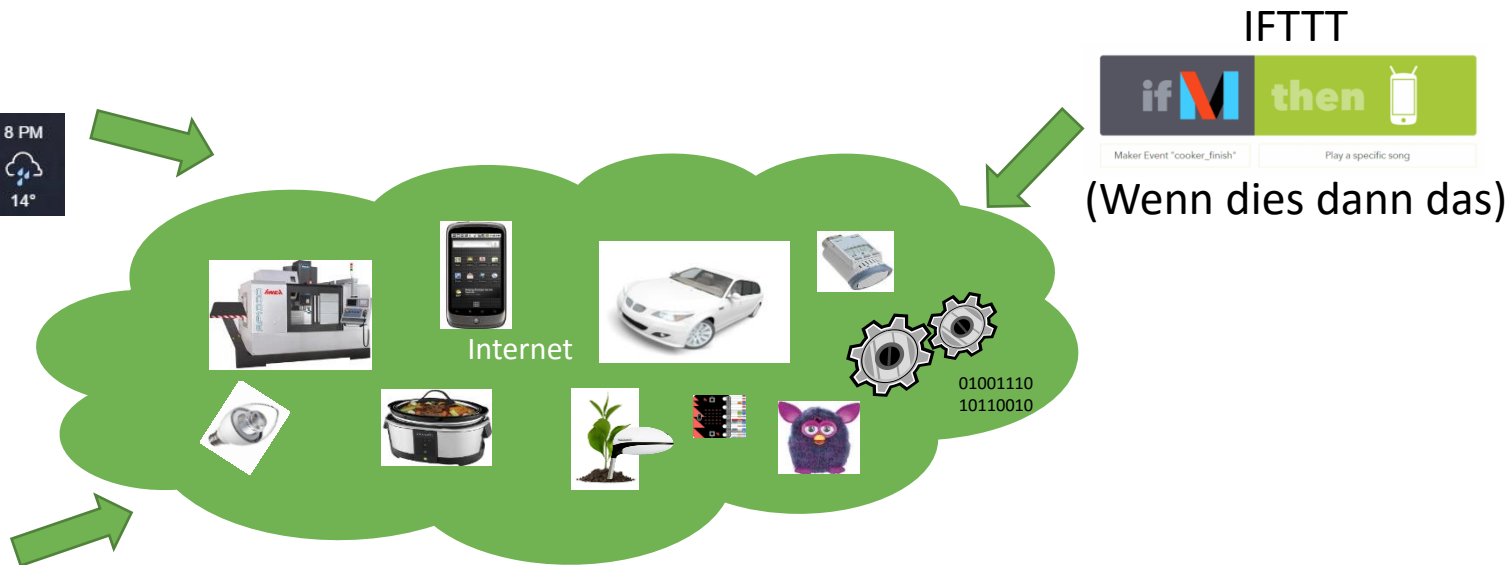 IFTTT
if then
Maker Event "cooker_finish" Play a specific song
(Wenn dies dann das)
8 PM
14°
Internet
01001110
10110010